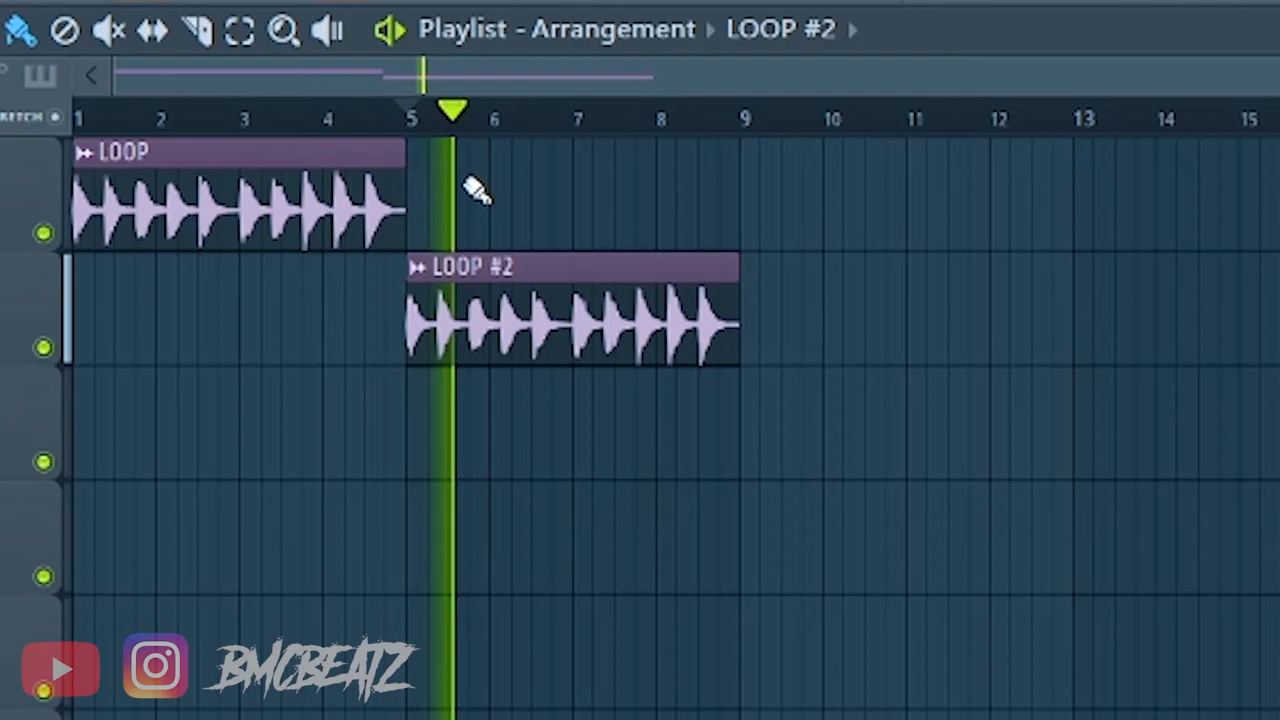 Playlist - Arrangement LOOP #2
ETCH 1 2 3 4 5 6 7 8 9 10 11 12 13 14 15
LOOP
LOOP #2
BMCBEATZ